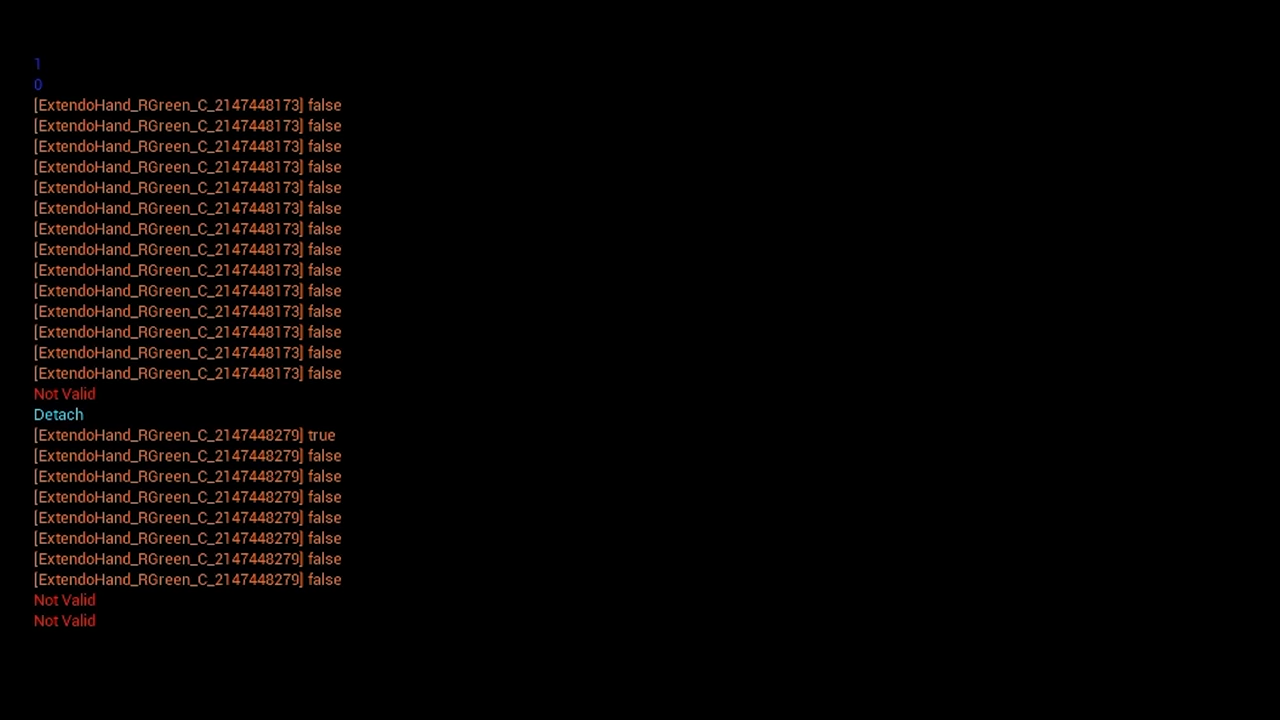 1
0
[ExtendoHand_RGreen_C_2147448173] false
[ExtendoHand_RGreen_C_2147448173] false
[ExtendoHand_RGreen_C_2147448173] false
[ExtendoHand_RGreen_C_2147448173] false
[ExtendoHand_RGreen_C_2147448173] false
[ExtendoHand_RGreen_C_2147448173] false
[ExtendoHand_RGreen_C_2147448173] false
[ExtendoHand_RGreen_C_2147448173] false
[ExtendoHand_RGreen_C_2147448173] false
[ExtendoHand_RGreen_C_2147448173] false
[ExtendoHand_RGreen_C_2147448173] false
[ExtendoHand_RGreen_C_2147448173] false
[ExtendoHand_RGreen_C_2147448173] false
[ExtendoHand_RGreen_C_2147448173] false
Not Valid
Detach
[ExtendoHand_RGreen_C_2147448279] true
[ExtendoHand_RGreen_C_2147448279] false
[ExtendoHand_RGreen_C_2147448279] false
[ExtendoHand_RGreen_C_2147448279] false
[ExtendoHand_RGreen_C_2147448279] false
[ExtendoHand_RGreen_C_2147448279] false
[ExtendoHand_RGreen_C_2147448279] false
[ExtendoHand_RGreen_C_2147448279] false
Not Valid
Not Valid